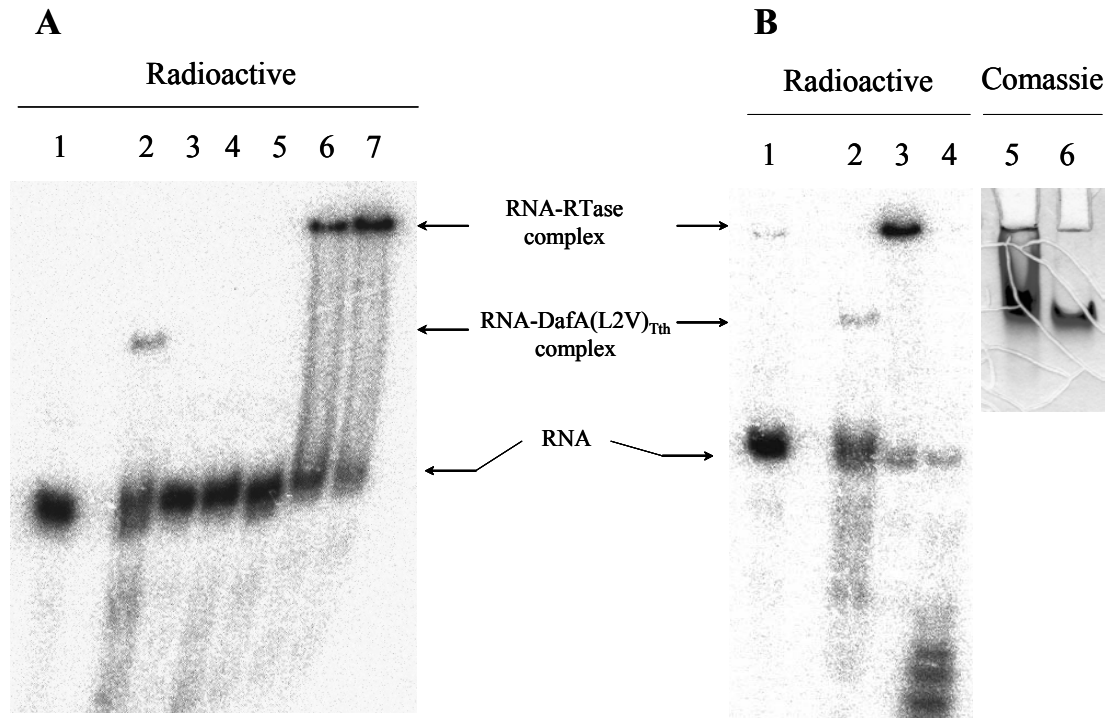 A
B
Radioactive
Radioactive
Comassie
1 2 3 4 5 6 7
1 2 3 4
5 6
RNA-RTase
complex
RNA-DafA(L2V)Tth
complex
RNA